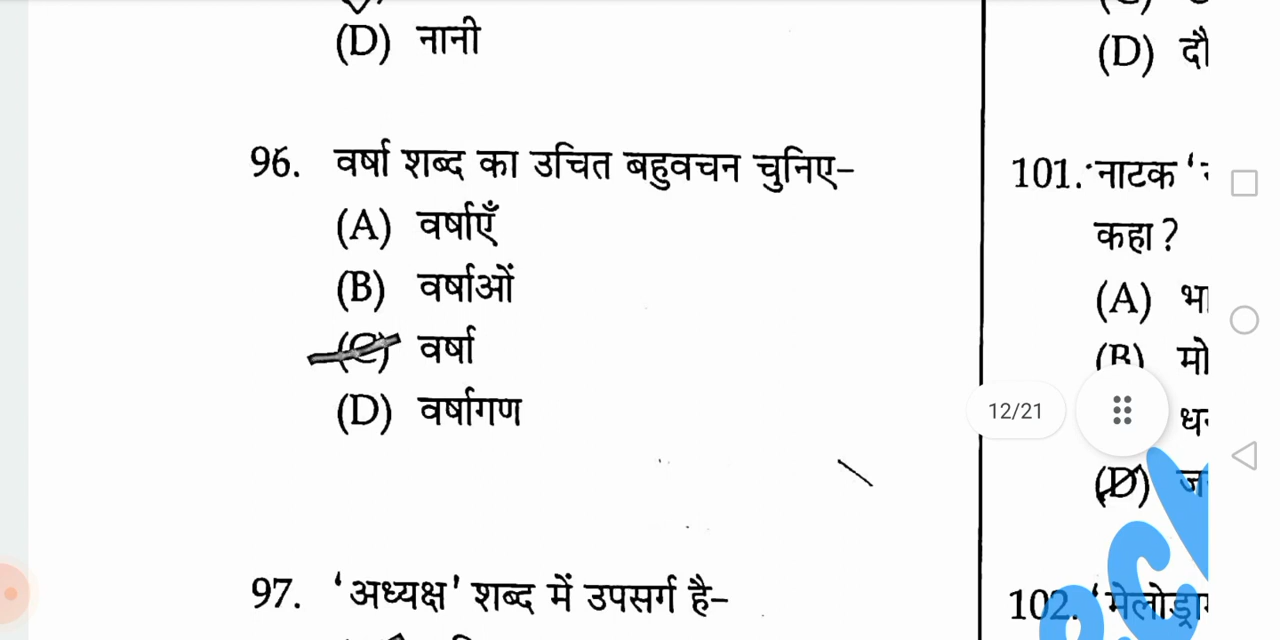 (D) नानी
96. वर्षा शब्द का उचित बहुवचन चुनिए-
(A) वर्षाएँ
(B) वर्षाओं
(C) वर्षा
(D) वर्षागण
97. 'अध्यक्ष' शब्द में उपसर्ग है-
(D)
101. नाटक
कहा?
(A)
(B)
12/21
(D)
102.